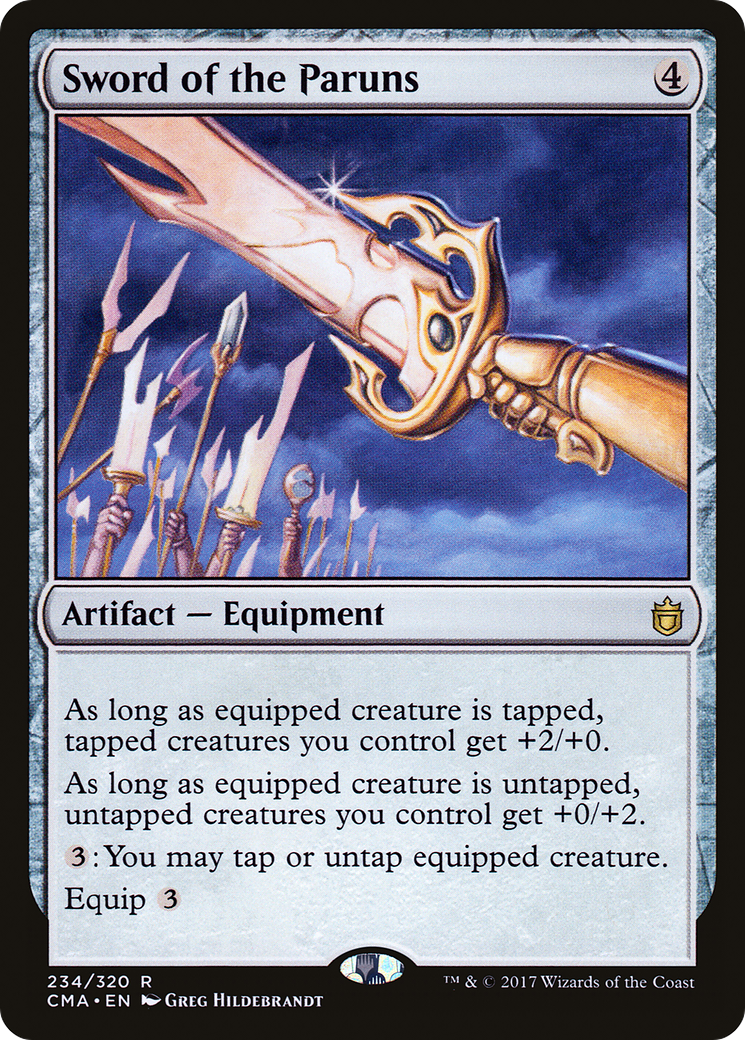 Sword of the Paruns 4
Artifact — Equipment
As long as equipped creature is tapped,
tapped creatures you control get +2/+0.
As long as equipped creature is untapped,
untapped creatures you control get +0/+2.
3: You may tap or untap equipped creature.
Equip 3
234/320 R
™ & © 2017 Wizards of the Coast
CMA • EN Greg Hildebrandt